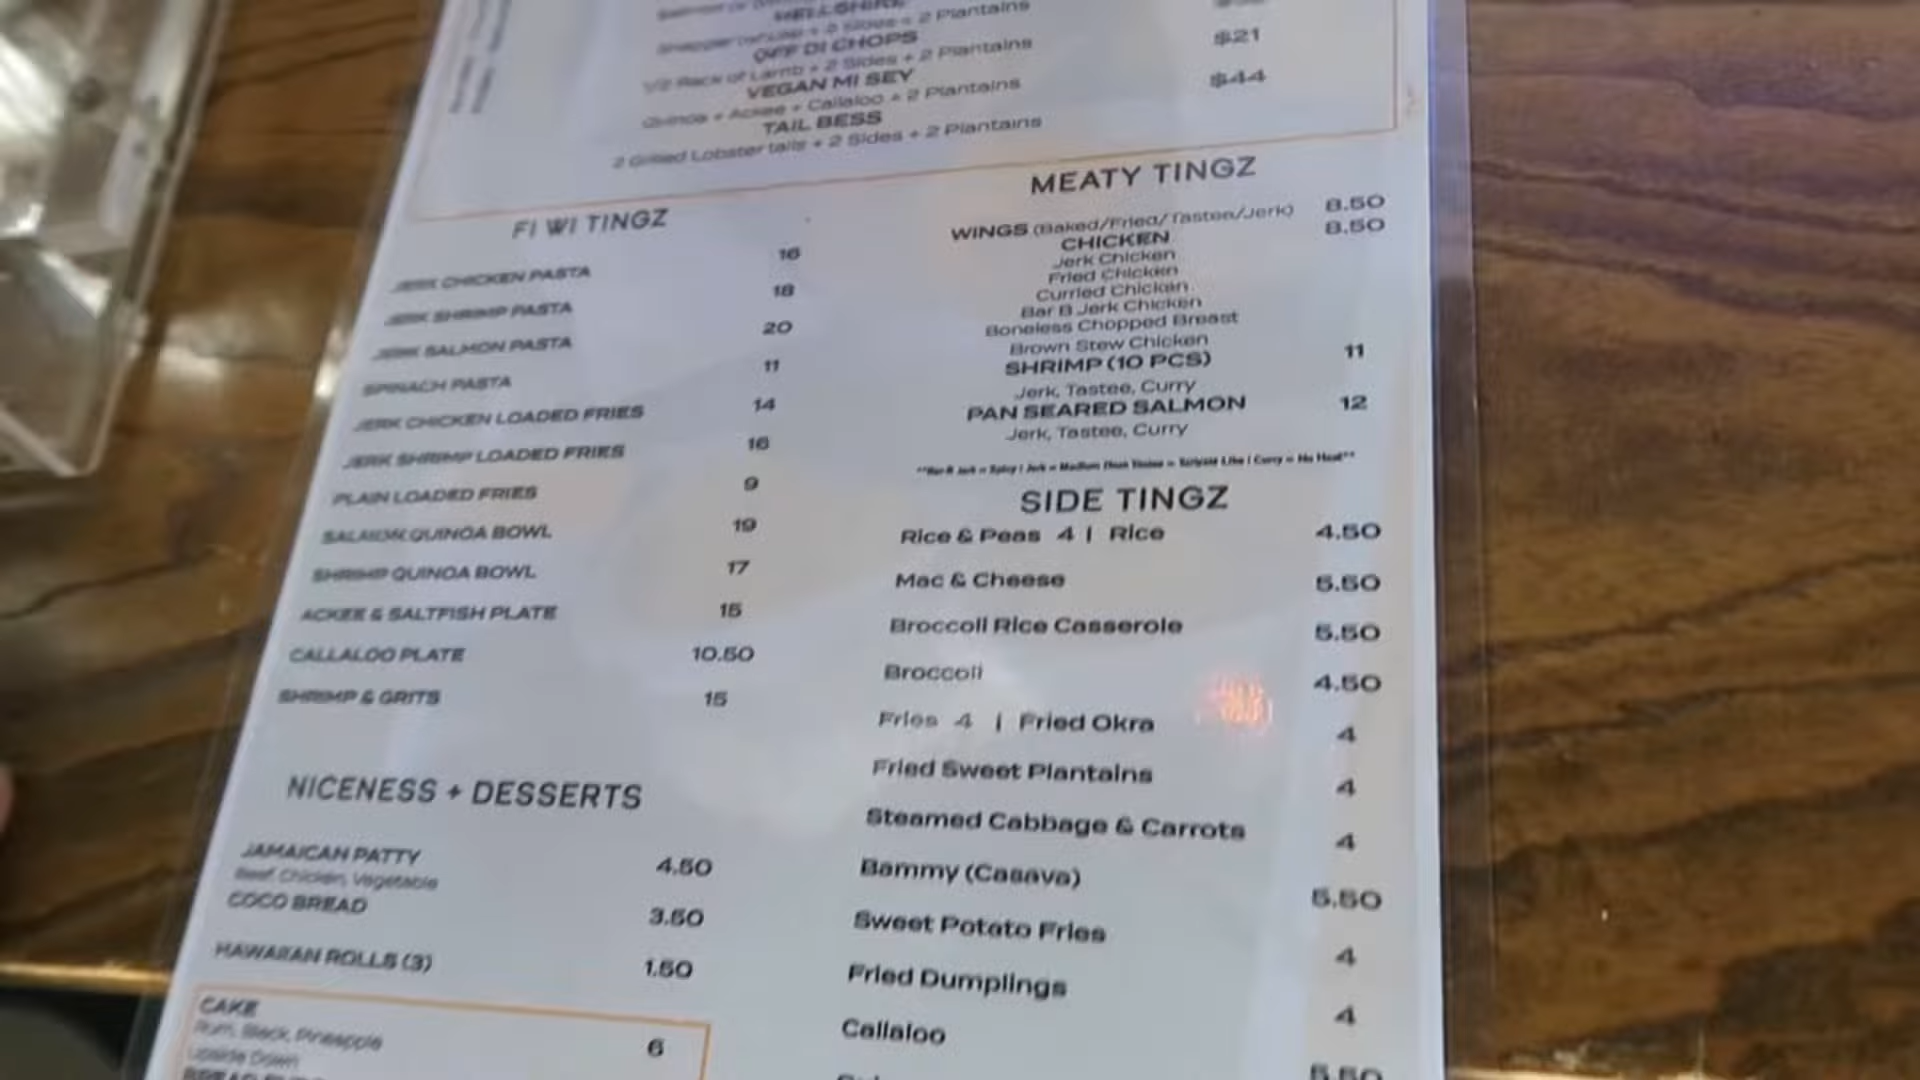 HELLSHIRE
+ 2 Sides + 2 Plantains
OFF DI CHOPS $21
1/2 Rack of Lamb + 2 Sides + 2 Plantains
VEGAN MI SEY $44
Quinoa + Ackee + Callaloo + 2 Plantains
TAIL BESS
2 Grilled Lobster tails + 2 Sides + 2 Plantains
FI WI TINGZ
JERK CHICKEN PASTA 16
JERK SHRIMP PASTA 18
JERK SALMON PASTA 20
SPINACH PASTA 11
JERK CHICKEN LOADED FRIES 14
JERK SHRIMP LOADED FRIES 16
PLAIN LOADED FRIES 9
SALMON QUINOA BOWL 19
SHRIMP QUINOA BOWL 17
ACKEE & SALTFISH PLATE 15
CALLALOO PLATE 10.50
SHRIMP & GRITS 15
NICENESS + DESSERTS
JAMAICAN PATTY 4.50
Beef, Chicken, Vegetable
COCO BREAD 3.50
HAWAIIAN ROLLS (3) 1.50
CAKE
Rum, Black, Pineapple 6
Upside Down
MEATY TINGZ
WINGS (Baked/Fried/Tastee/Jerk) 8.50
CHICKEN 8.50
Jerk Chicken
Fried Chicken
Curried Chicken
Bar B Jerk Chicken
Boneless Chopped Breast
Brown Stew Chicken
SHRIMP (10 PCS) 11
Jerk, Tastee, Curry
PAN SEARED SALMON 12
Jerk, Tastee, Curry
SIDE TINGZ
Rice & Peas 4 | Rice 4.50
Mac & Cheese 5.50
Broccoli Rice Casserole 5.50
Broccoli 4.50
Fries 4 | Fried Okra 4
Fried Sweet Plantains 4
Steamed Cabbage & Carrots 4
Bammy (Casava) 5.50
Sweet Potato Fries 4
Fried Dumplings 4
Callaloo 5.50